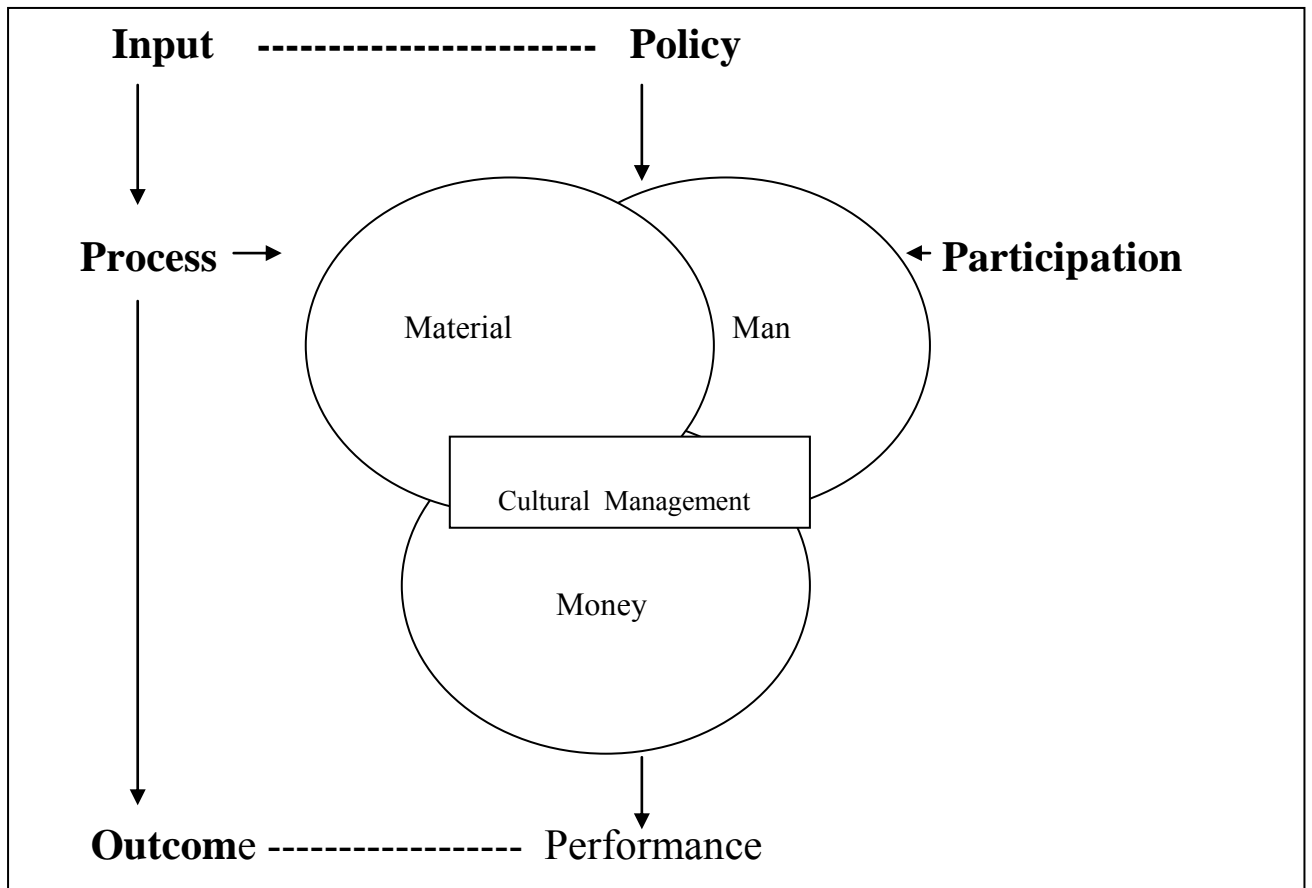 Input ------------------------ Policy
Process
Participation
Material
Man
Cultural Management
Money
Outcome ------------------ Performance